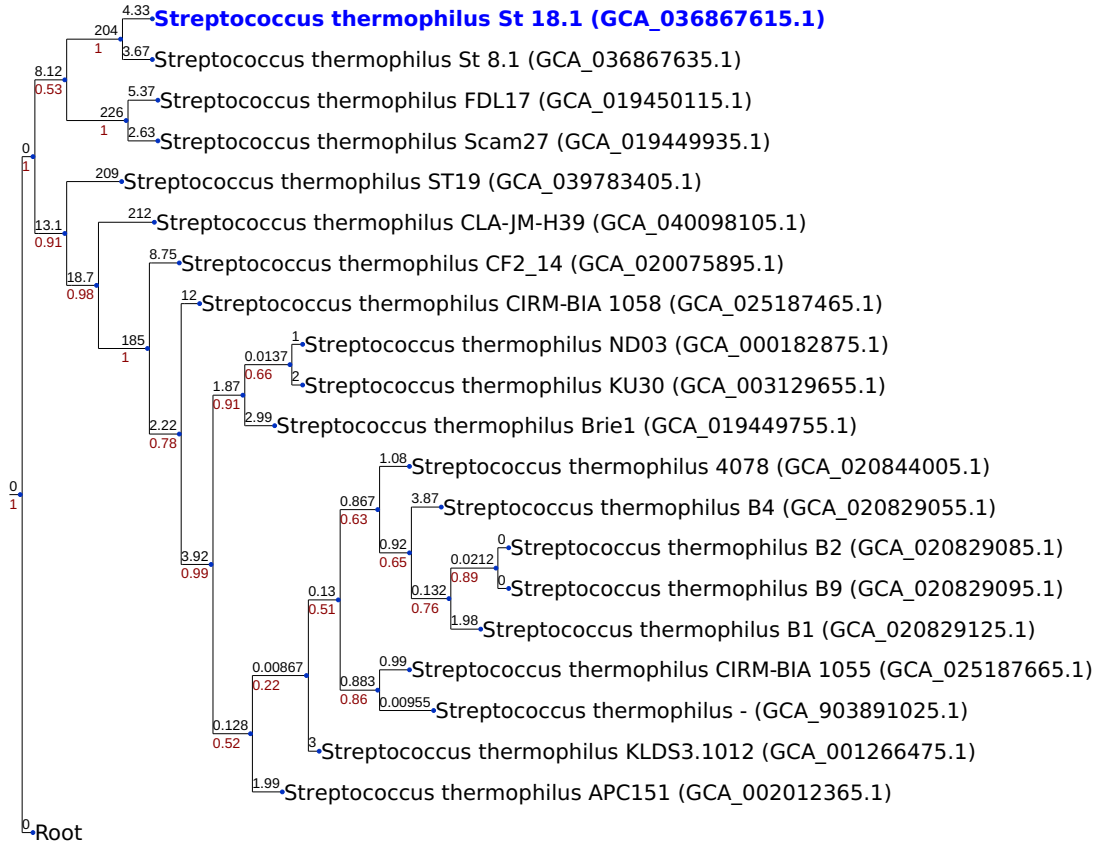 4.33 Streptococcus thermophilus St 18.1 (GCA_036867615.1)
204
1
3.67 Streptococcus thermophilus St 8.1 (GCA_036867635.1)
8.12
0.53
5.37 Streptococcus thermophilus FDL17 (GCA_019450115.1)
226
1
2.63 Streptococcus thermophilus Scam27 (GCA_019449935.1)
0
1
209 Streptococcus thermophilus ST19 (GCA_039783405.1)
212 Streptococcus thermophilus CLA-JM-H39 (GCA_040098105.1)
13.1
0.91
8.75 Streptococcus thermophilus CF2_14 (GCA_020075895.1)
18.7
0.98
12 Streptococcus thermophilus CIRM-BIA 1058 (GCA_025187465.1)
185
1
1 Streptococcus thermophilus ND03 (GCA_000182875.1)
0.0137
0.66
2 Streptococcus thermophilus KU30 (GCA_003129655.1)
1.87
0.91
2.99 Streptococcus thermophilus Brie1 (GCA_019449755.1)
2.22
0.78
1.08 Streptococcus thermophilus 4078 (GCA_020844005.1)
0
1
3.87 Streptococcus thermophilus B4 (GCA_020829055.1)
0.867
0.63
0 Streptococcus thermophilus B2 (GCA_020829085.1)
0.92
0.65
3.92
0.99
0.0212
0.89
0 Streptococcus thermophilus B9 (GCA_020829095.1)
0.132
0.76
0.13
0.51
1.98 Streptococcus thermophilus B1 (GCA_020829125.1)
0.99 Streptococcus thermophilus CIRM-BIA 1055 (GCA_025187665.1)
0.00867
0.22
0.883
0.86
0.00955 Streptococcus thermophilus - (GCA_903891025.1)
0.128
0.52
3 Streptococcus thermophilus KLDS3.1012 (GCA_001266475.1)
1.99 Streptococcus thermophilus APC151 (GCA_002012365.1)
0 Root